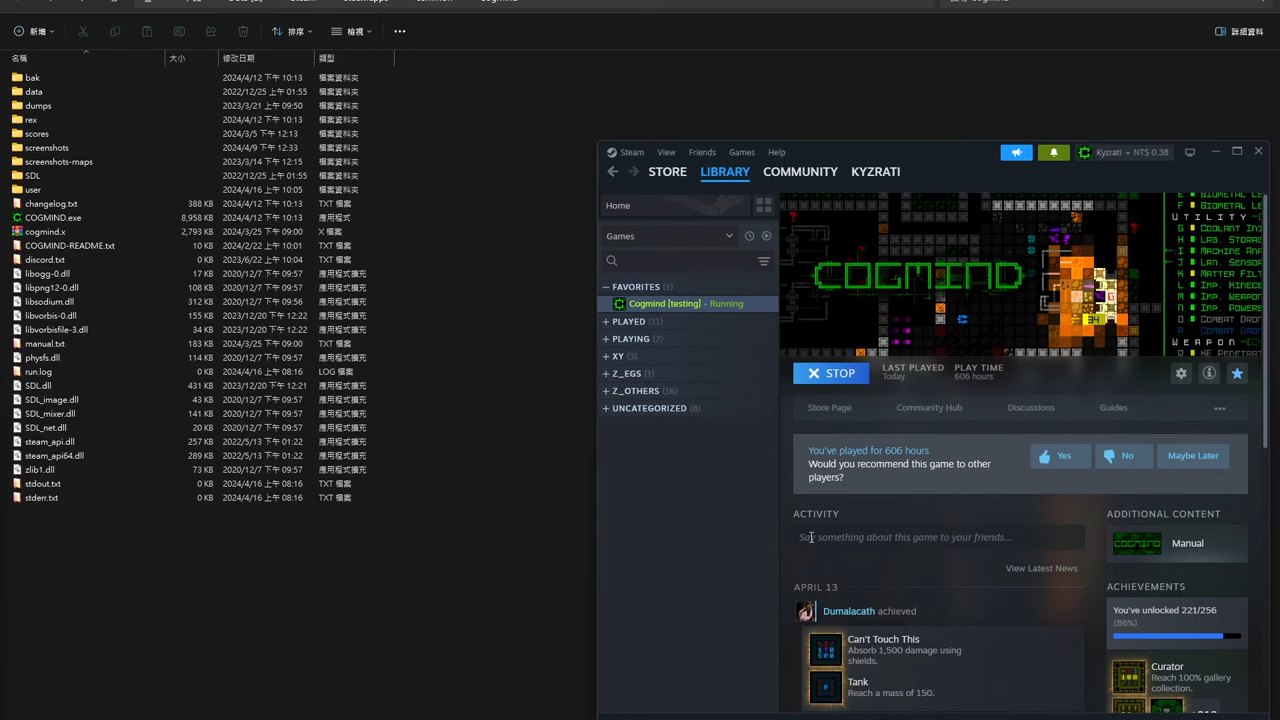 新增
排序
檢視
詳細資料
名稱 大小 修改日期 類型
bak 2024/4/12 下午 10:13 檔案資料夾
data 2022/12/25 上午 01:55 檔案資料夾
dumps 2023/3/21 上午 09:50 檔案資料夾
rex 2024/4/12 下午 10:13 檔案資料夾
scores 2024/3/5 下午 12:13 檔案資料夾
screenshots 2024/4/9 下午 12:33 檔案資料夾
screenshots-maps 2023/3/14 下午 12:15 檔案資料夾
SDL 2022/12/25 上午 01:55 檔案資料夾
user 2024/4/16 上午 10:05 檔案資料夾
changelog.txt 388 KB 2024/4/12 下午 10:13 TXT 檔案
COGMIND.exe 8,958 KB 2024/4/12 下午 10:13 應用程式
cogmind.x 2,793 KB 2024/3/25 下午 09:00 X 檔案
COGMIND-README.txt 10 KB 2024/2/22 上午 10:01 TXT 檔案
discord.txt 0 KB 2023/6/22 下午 10:04 TXT 檔案
libogg-0.dll 17 KB 2020/12/7 下午 09:57 應用程式擴充
libpng12-0.dll 108 KB 2020/12/7 下午 09:57 應用程式擴充
libsodium.dll 312 KB 2020/12/7 下午 09:56 應用程式擴充
libvorbis-0.dll 123 KB 2023/12/20 下午 12:22 應用程式擴充
libvorbisfile-3.dll 34 KB 2023/12/20 下午 12:22 應用程式擴充
manual.txt 183 KB 2024/3/25 下午 09:00 TXT 檔案
physfs.dll 114 KB 2020/12/7 下午 09:57 應用程式擴充
run.log 0 KB 2024/4/16 上午 08:16 LOG 檔案
SDL.dll 431 KB 2023/12/20 下午 12:21 應用程式擴充
SDL_image.dll 43 KB 2020/12/7 下午 09:57 應用程式擴充
SDL_mixer.dll 141 KB 2020/12/7 下午 09:57 應用程式擴充
SDL_net.dll 20 KB 2020/12/7 下午 09:57 應用程式擴充
steam_api.dll 257 KB 2022/5/13 上午 01:22 應用程式擴充
steam_api64.dll 289 KB 2022/5/13 上午 01:22 應用程式擴充
zlib1.dll 73 KB 2020/12/7 下午 09:57 應用程式擴充
stdout.txt 0 KB 2024/4/16 上午 08:16 TXT 檔案
stderr.txt 0 KB 2024/4/16 上午 08:16 TXT 檔案
Steam View Friends Games Help
Kyzrati NTS 0.38
STORE LIBRARY COMMUNITY KYZRATI
Home
Games
FAVORITES (1)
Cogmind [testing] - Running
PLAYED (11)
PLAYING (7)
XY (3)
Z_EGS (1)
Z_OTHERS (16)
UNCATEGORIZED (8)
COGMIND
34
STOP
LAST PLAYED
Today
PLAY TIME
606 hours
Store Page Community Hub Discussions Guides
You've played for 606 hours
Would you recommend this game to other
players?
Yes
No
Maybe Later
ACTIVITY
Say something about this game to your friends...
View Latest News
APRIL 13
Dumalacath achieved
Can't Touch This
Absorb 1,500 damage using
shields.
Tank
Reach a mass of 150.
ADDITIONAL CONTENT
COGMIND
Manual
ACHIEVEMENTS
You've unlocked 221/256
(86%)
100
Curator
Reach 100% gallery
collection.